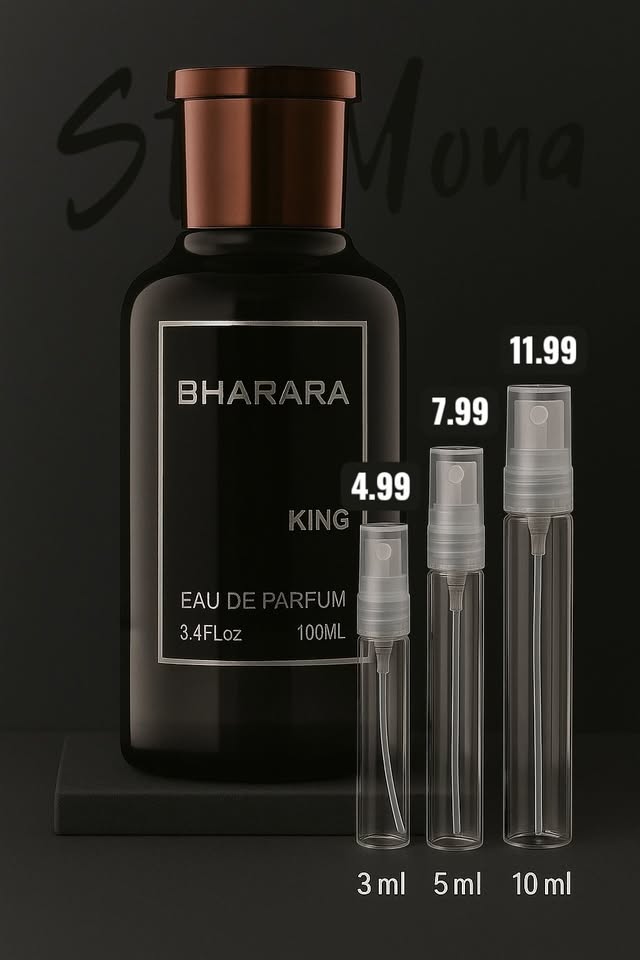 BHARARA
KING
EAU DE PARFUM
3.4FLoz 100ML
11.99
7.99
4.99
3 ml 5 ml 10 ml